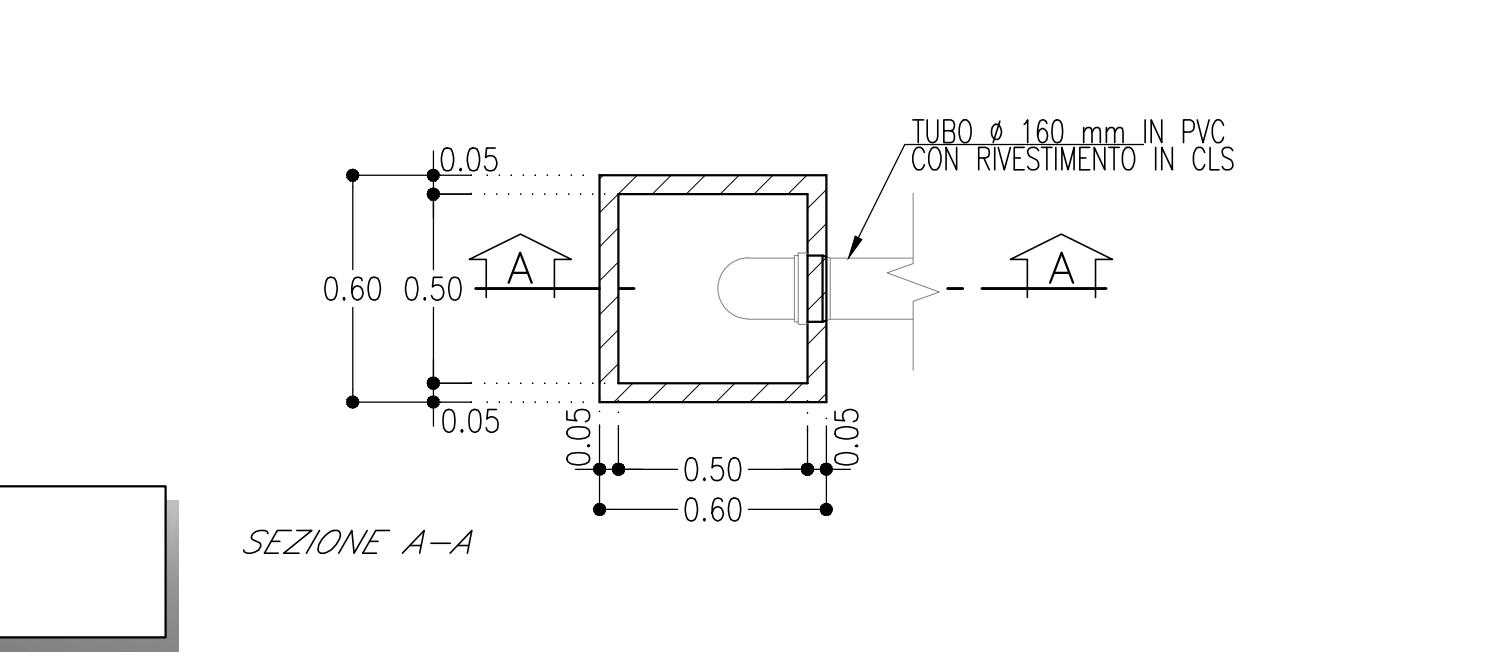 TUBO ø 160 mm IN PVC
CON RIVESTIMENTO IN CLS
0.05
A
A
0.60
0.50
0.05
0.05
0.05
0.50
0.60
SEZIONE A-A